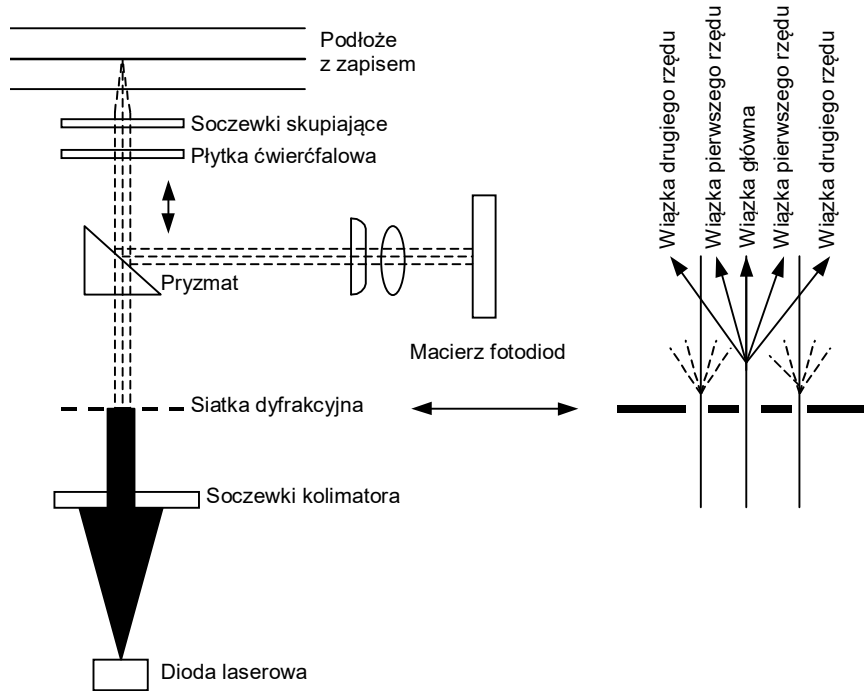 Podłoże
z zapisem
Soczewki skupiające
Płytka ćwierćfalowa
Pryzmat
Macierz fotodiod
Siatka dyfrakcyjna
Soczewki kolimatora
Dioda laserowa
Wiązka drugiego rzędu
Wiązka pierwszego rzędu
Wiązka główna
Wiązka pierwszego rzędu
Wiązka drugiego rzędu